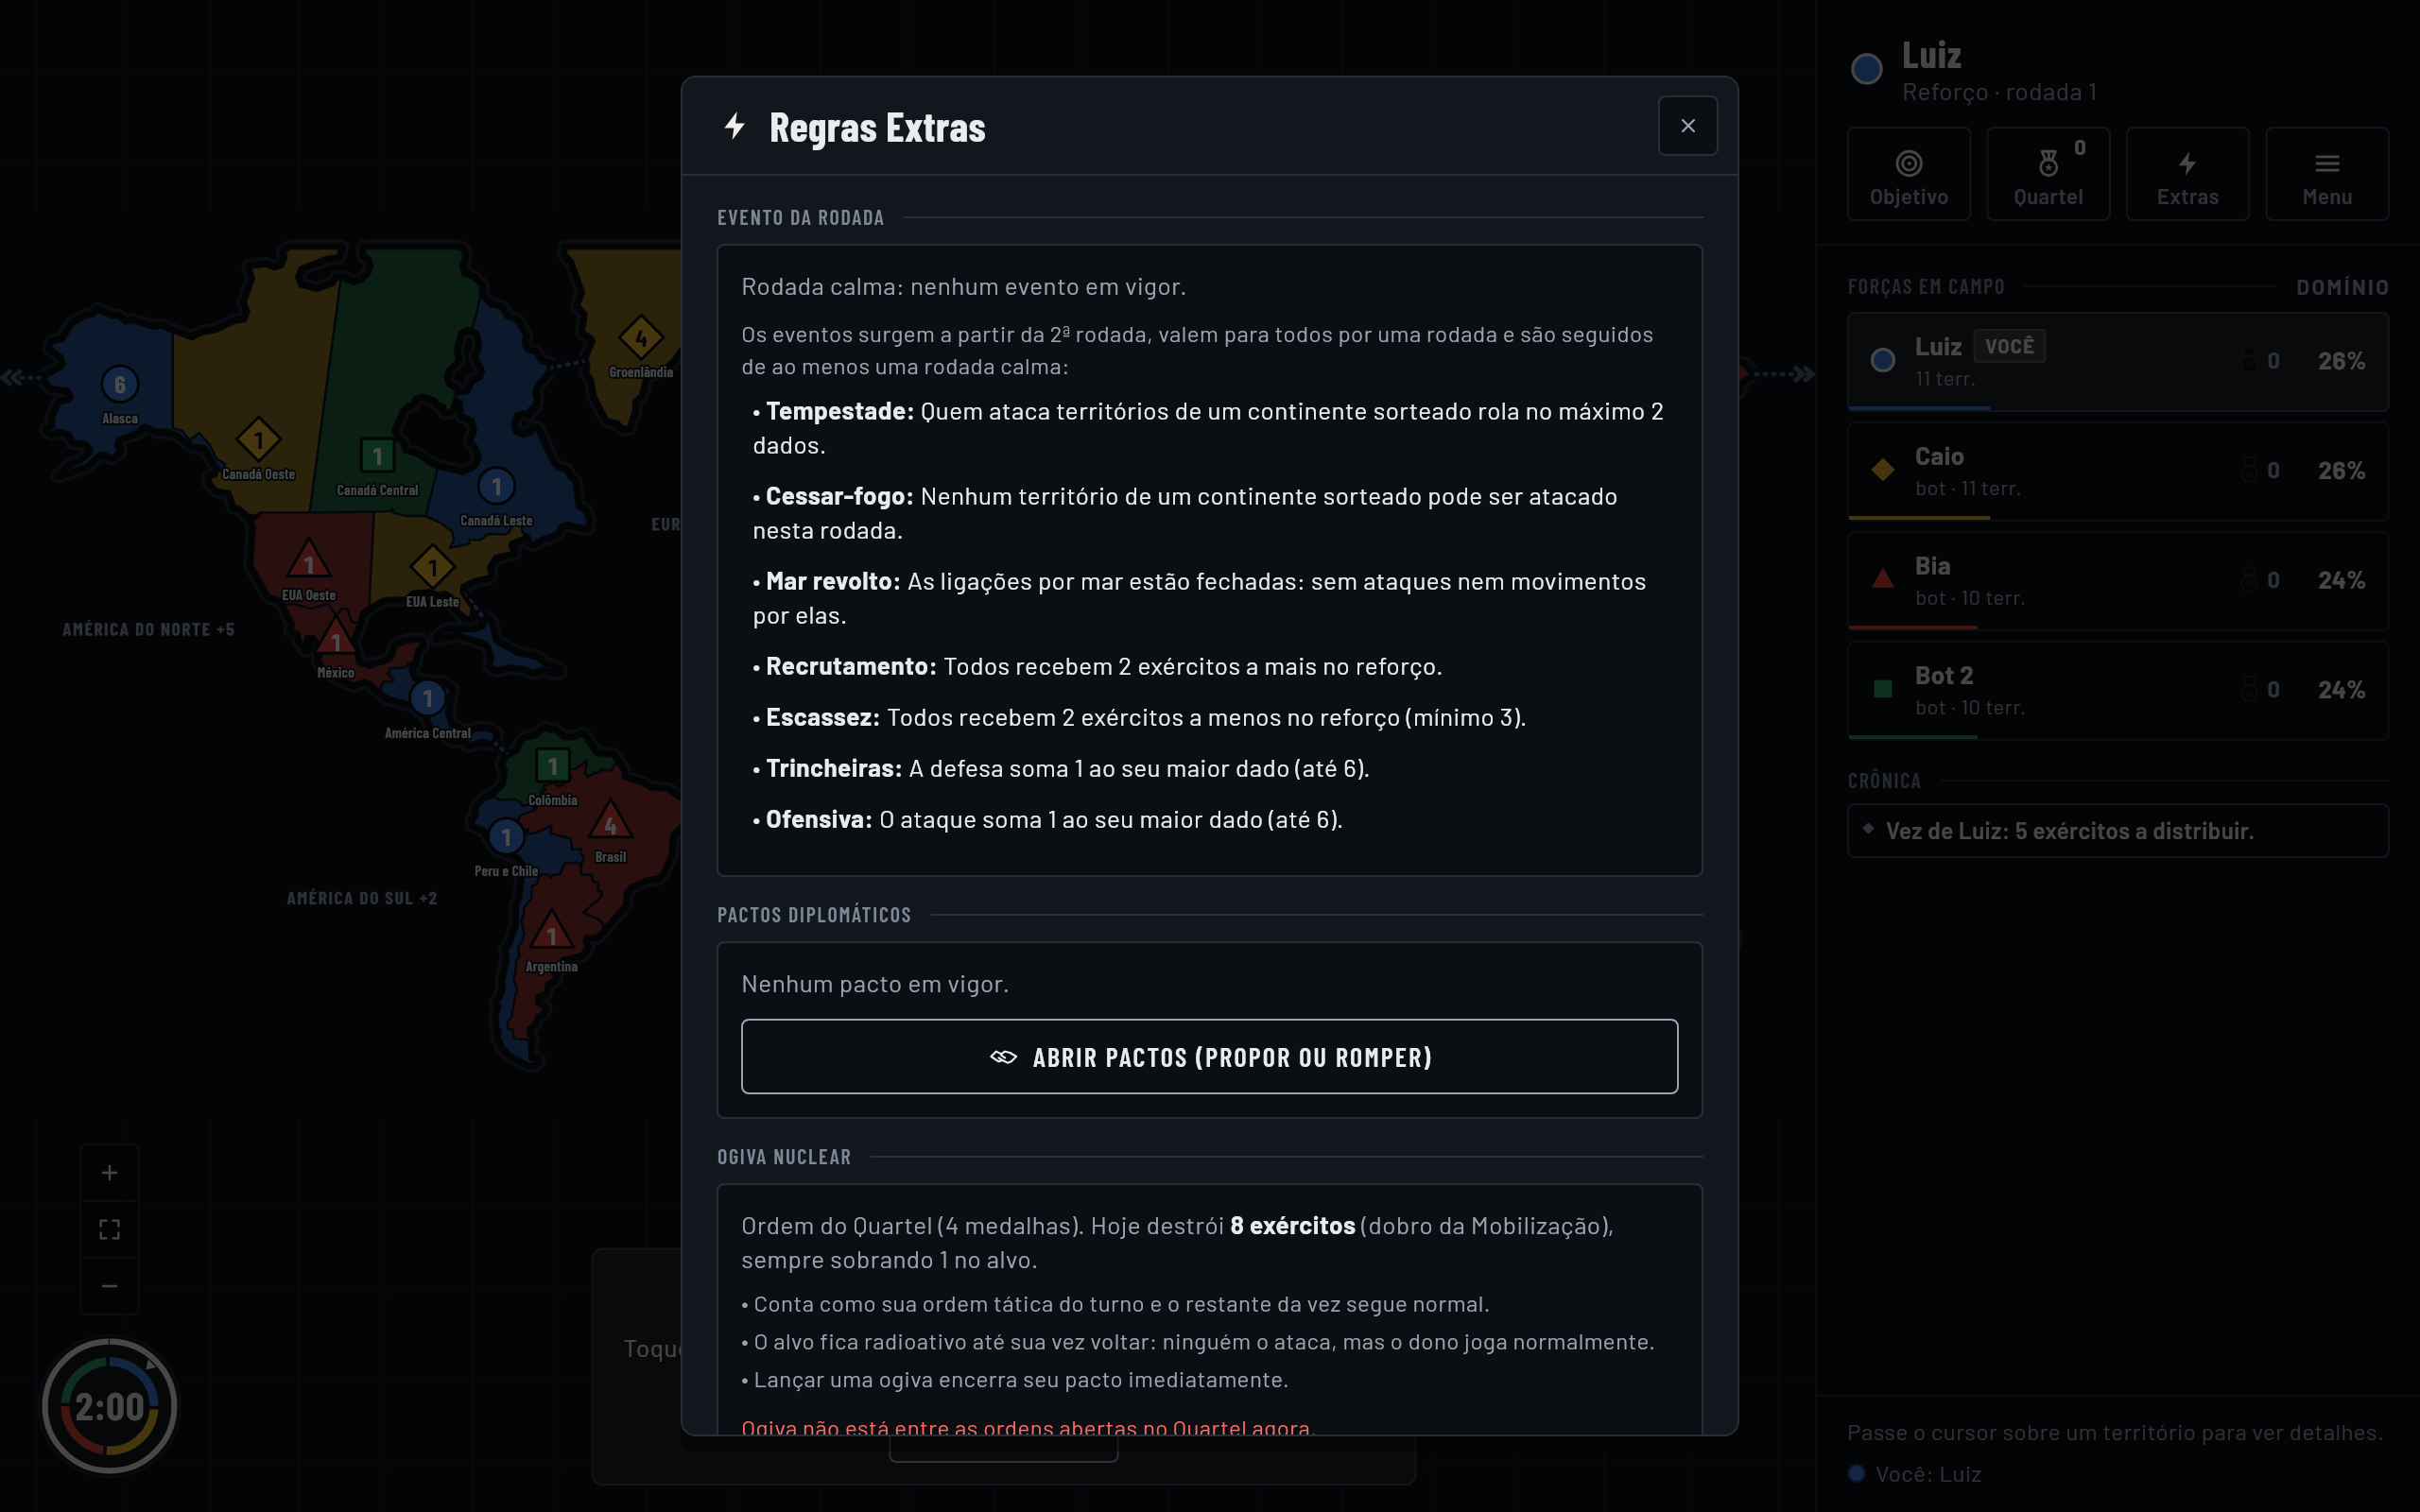 Regras Extras
EVENTO DA RODADA
Rodada calma: nenhum evento em vigor.
Os eventos surgem a partir da 2ª rodada, valem para todos por uma rodada e são seguidos
de ao menos uma rodada calma:
• Tempestade: Quem ataca territórios de um continente sorteado rola no máximo 2
dados.
• Cessar-fogo: Nenhum território de um continente sorteado pode ser atacado
nesta rodada.
• Mar revolto: As ligações por mar estão fechadas: sem ataques nem movimentos
por elas.
• Recrutamento: Todos recebem 2 exércitos a mais no reforço.
• Escassez: Todos recebem 2 exércitos a menos no reforço (mínimo 3).
• Trincheiras: A defesa soma 1 ao seu maior dado (até 6).
• Ofensiva: O ataque soma 1 ao seu maior dado (até 6).
PACTOS DIPLOMÁTICOS
Nenhum pacto em vigor.
ABRIR PACTOS (PROPOR OU ROMPER)
OGIVA NUCLEAR
Ordem do Quartel (4 medalhas). Hoje destrói 8 exércitos (dobro da Mobilização),
sempre sobrando 1 no alvo.
• Conta como sua ordem tática do turno e o restante da vez segue normal.
• O alvo fica radioativo até sua vez voltar: ninguém o ataca, mas o dono joga normalmente.
• Lançar uma ogiva encerra seu pacto imediatamente.
Ogiva não está entre as ordens abertas no Quartel agora.
6
Alasca
1
Canadá Oeste
1
Canadá Central
1
Canadá Leste
4
Groenlândia
EUR
1
EUA Oeste
1
EUA Leste
AMÉRICA DO NORTE +5
1
México
1
América Central
1
Colômbia
4
Brasil
1
Peru e Chile
AMÉRICA DO SUL +2
1
Argentina
+
−
2:00
Toque
Luiz
Reforço · rodada 1
Objetivo
0
Quartel
Extras
Menu
FORÇAS EM CAMPO
DOMÍNIO
Luiz VOCÊ
11 terr.
0 26%
Caio
bot · 11 terr.
0 26%
Bia
bot · 10 terr.
0 24%
Bot 2
bot · 10 terr.
0 24%
CRÔNICA
Vez de Luiz: 5 exércitos a distribuir.
Passe o cursor sobre um território para ver detalhes.
Você: Luiz